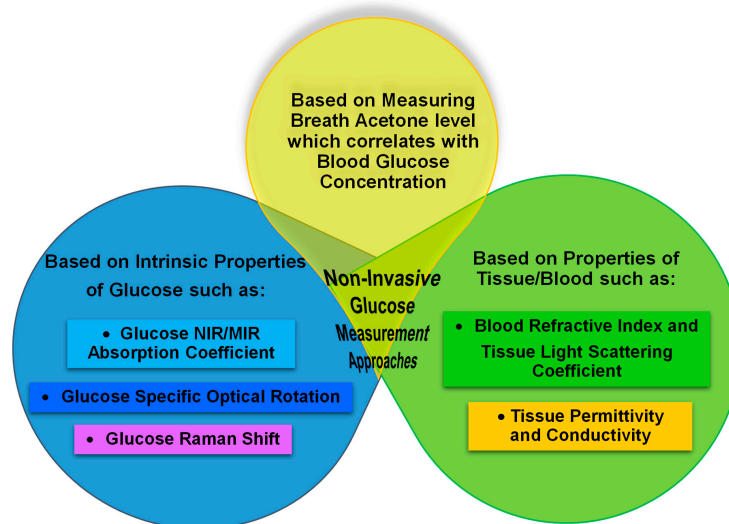 Based on Measuring
Breath Acetone level
which correlates with
Blood Glucose
Concentration
Based on Intrinsic Properties
of Glucose such as:
• Glucose NIR/MIR
Absorption Coefficient
• Glucose Specific Optical Rotation
• Glucose Raman Shift
Non-Invasive
Glucose
Measurement
Approaches
Based on Properties of
Tissue/Blood such as:
• Blood Refractive Index and
Tissue Light Scattering
Coefficient
• Tissue Permittivity
and Conductivity